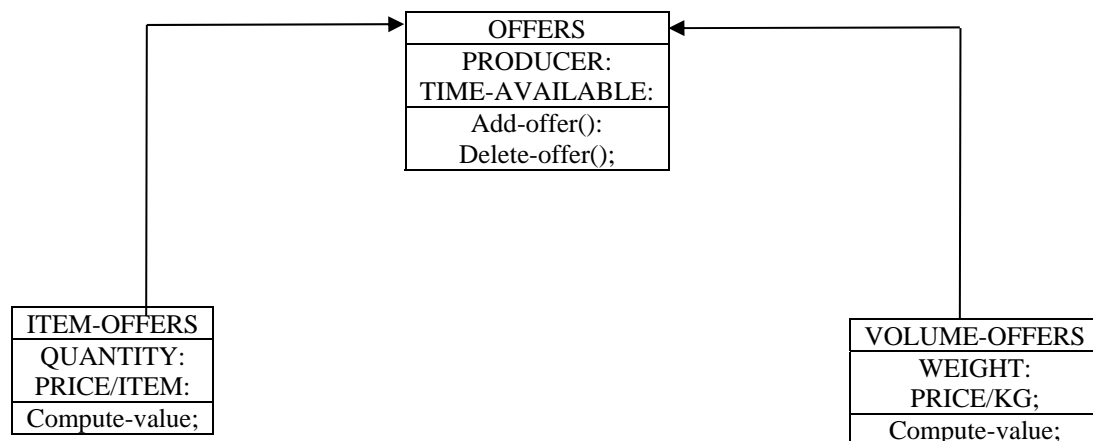 OFFERS
PRODUCER:
TIME-AVAILABLE:
Add-offer():
Delete-offer();
ITEM-OFFERS
QUANTITY:
PRICE/ITEM:
Compute-value;
VOLUME-OFFERS
WEIGHT:
PRICE/KG;
Compute-value;